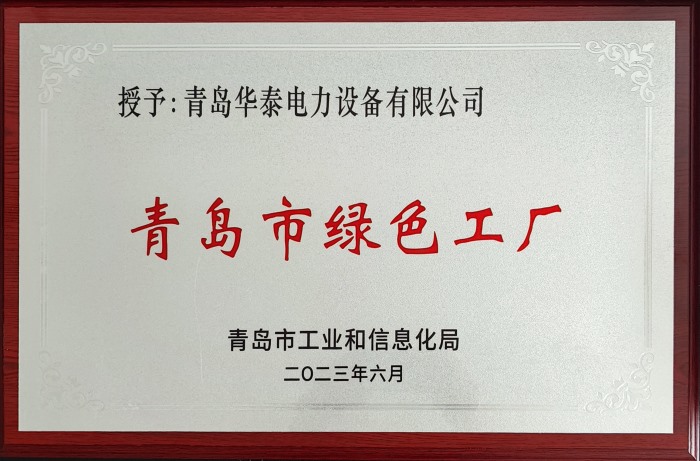 授予:青岛华泰电力设备有限公司
青岛市绿色工厂
青岛市工业和信息化局
二〇二三年六月